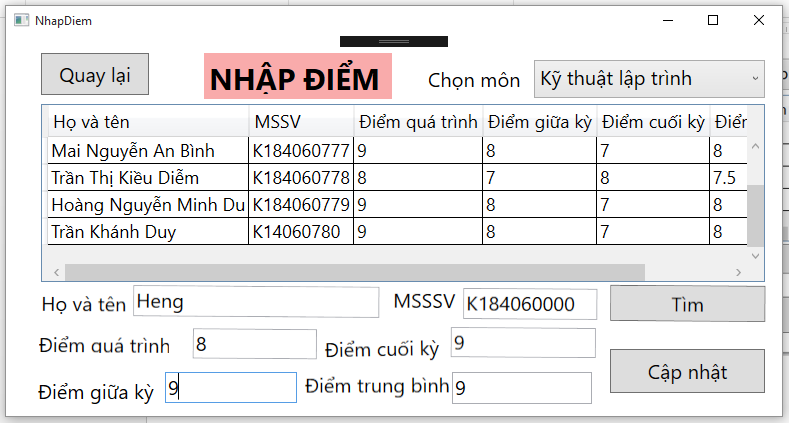 NhapDiem
Quay lại NHẬP ĐIỂM Chọn môn Kỹ thuật lập trình
Họ và tên MSSV Điểm quá trình Điểm giữa kỳ Điểm cuối kỳ Điểm
Mai Nguyễn An Bình K184060777 9 8 7 8
Trần Thị Kiều Diễm K184060778 8 7 8 7.5
Hoàng Nguyễn Minh Du K184060779 9 8 7 8
Trần Khánh Duy K14060780 9 8 7 8
Họ và tên Heng MSSSV K184060000 Tìm
Điểm quá trình 8 Điểm cuối kỳ 9
Điểm giữa kỳ 9 Điểm trung bình 9 Cập nhật